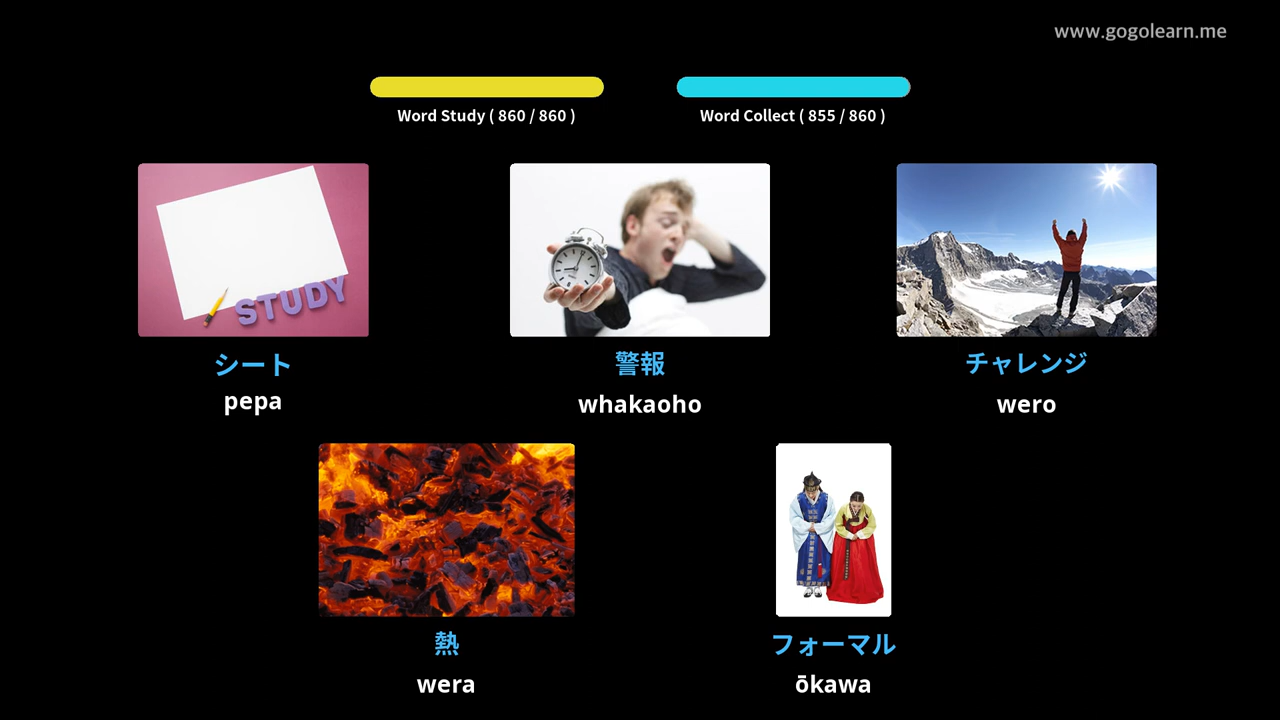 www.gogolearn.me
Word Study ( 860 / 860 )
Word Collect ( 855 / 860 )
STUDY
シート
pepa
警報
whakaoho
チャレンジ
wero
熱
wera
フォーマル
ōkawa